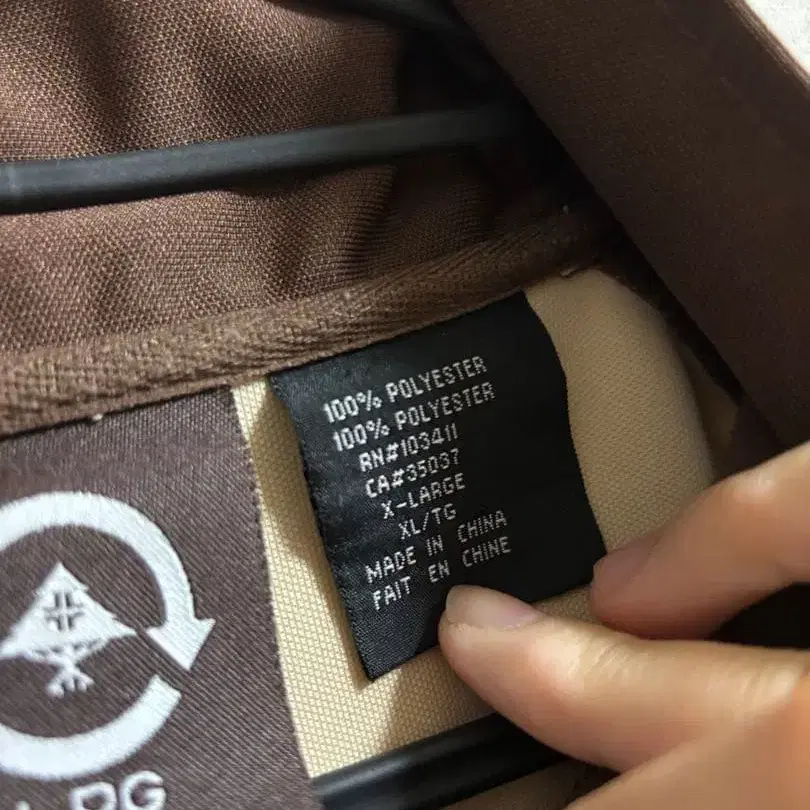 100% POLYESTER
100% POLYESTER
RN#103411
CA#35037
X-LARGE
XL/TG
MADE IN CHINA
FAIT EN CHINE